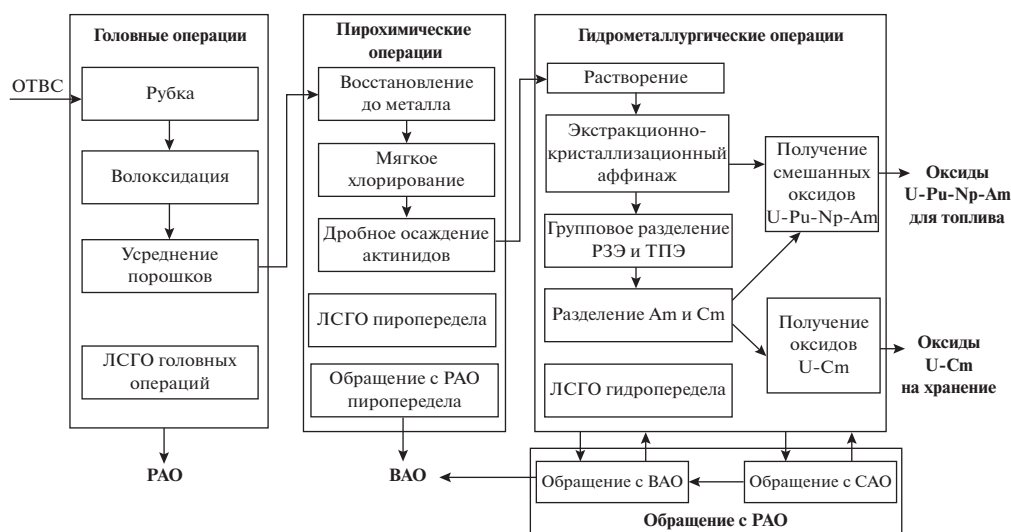 Головные операции
ОТВС
Рубка
Волоксидация
Усреднение
порошков
ЛСГО головных
операций
РАО
Пирохимические
операции
Восстановление
до металла
Мягкое
хлорирование
Дробное осаждение
актинидов
ЛСГО пиропередела
Обращение с РАО
пиропередела
ВАО
Гидрометаллургические операции
Растворение
Экстракционно-
кристаллизационный
аффинаж
Групповое разделение
РЗЭ и ТПЭ
Разделение Am и Cm
ЛСГО гидропередела
Получение
смешанных
оксидов
U-Pu-Np-Am
Получение
оксидов
U-Cm
Оксиды
U-Pu-Np-Am
для топлива
Оксиды
U-Cm
на хранение
Обращение с ВАО
Обращение с САО
Обращение с РАО